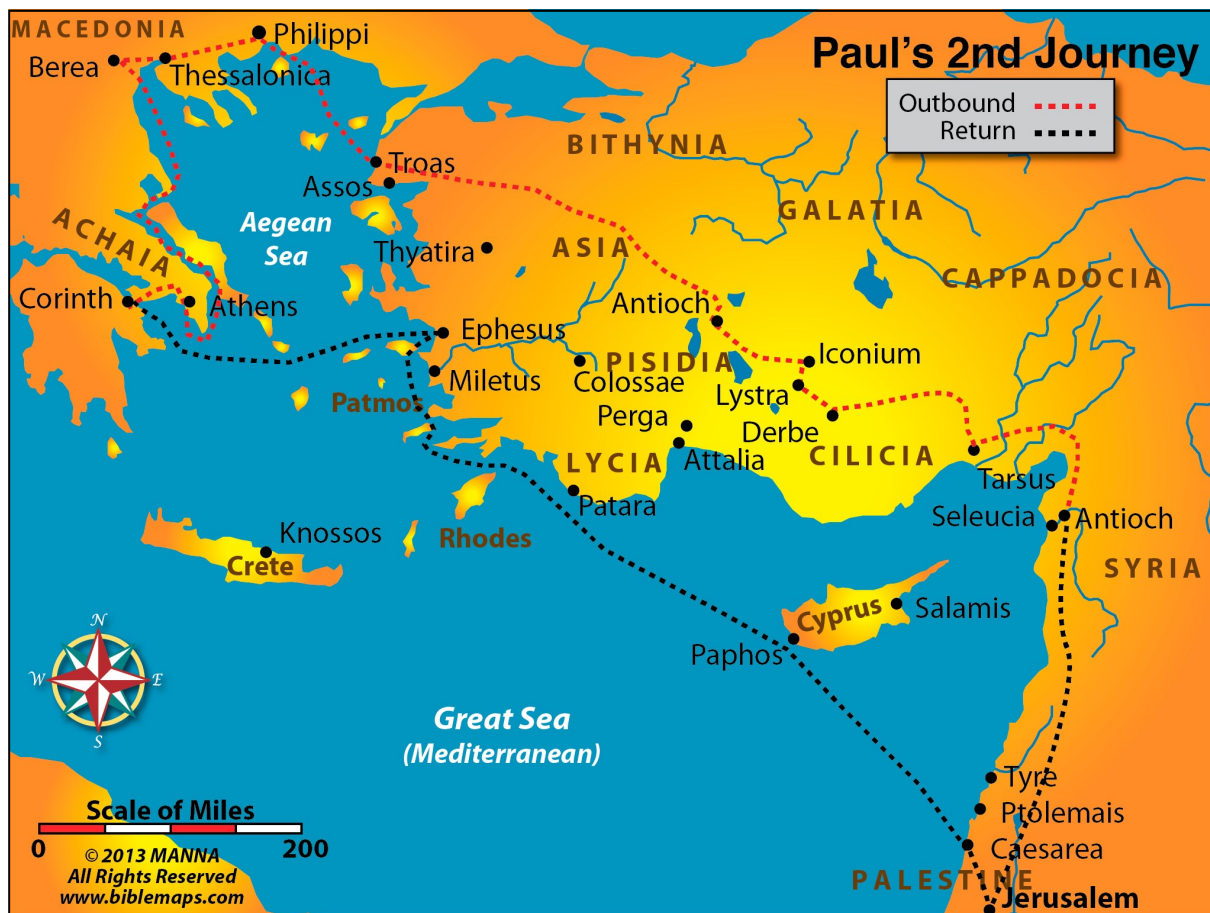 MACEDONIA
Philippi
Paul's 2nd Journey
Berea
Thessalonica
Outbound
Return
BITHYNIA
Troas
Assos
GALATIA
ACHAIA
Aegean
Sea
Thyatira
ASIA
CAPPADOCIA
Corinth
Athens
Antioch
Ephesus
Iconium
PISIDIA
Miletus
Colossae
Lystra
Patmos
Perga
Derbe
LYCIA
Attalia
CILICIA
Tarsus
Patara
Seleucia
Antioch
Knossos
Rhodes
Crete
SYRIA
Cyprus
Salamis
Paphos
N
W
E
S
Great Sea
(Mediterranean)
Tyre
Scale of Miles
Ptolemais
0
200
Caesarea
© 2013 MANNA
All Rights Reserved
www.biblemaps.com
PALESTINE
Jerusalem